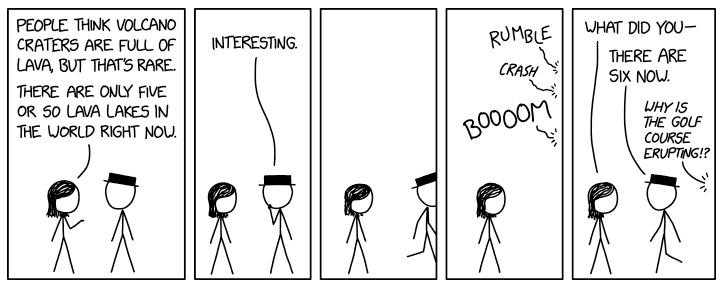 PEOPLE THINK VOLCANO
CRATERS ARE FULL OF
LAVA, BUT THAT'S RARE.
THERE ARE ONLY FIVE
OR SO LAVA LAKES IN
THE WORLD RIGHT NOW.
INTERESTING.
RUMBLE
CRASH
BOOOOM
WHAT DID YOU—
THERE ARE
SIX NOW.
WHY IS
THE GOLF
COURSE
ERUPTING!?